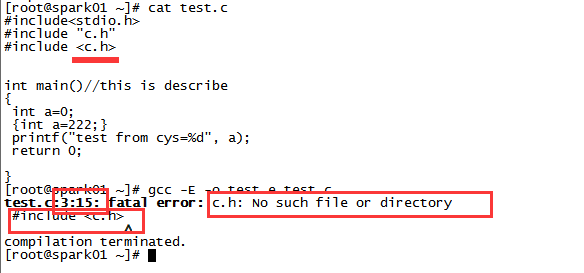 [root@spark01 ~]# cat test.c
#include<stdio.h>
#include "c.h"
#include <c.h>
int main()//this is describe
{
 int a=0;
 {int a=222;}
 printf("test from cys=%d", a);
 return 0;
}
[root@spark01 ~]# gcc -E -o test.e test.c
test.c:3:15: fatal error: c.h: No such file or directory
 #include <c.h>
               ^
compilation terminated.
[root@spark01 ~]#